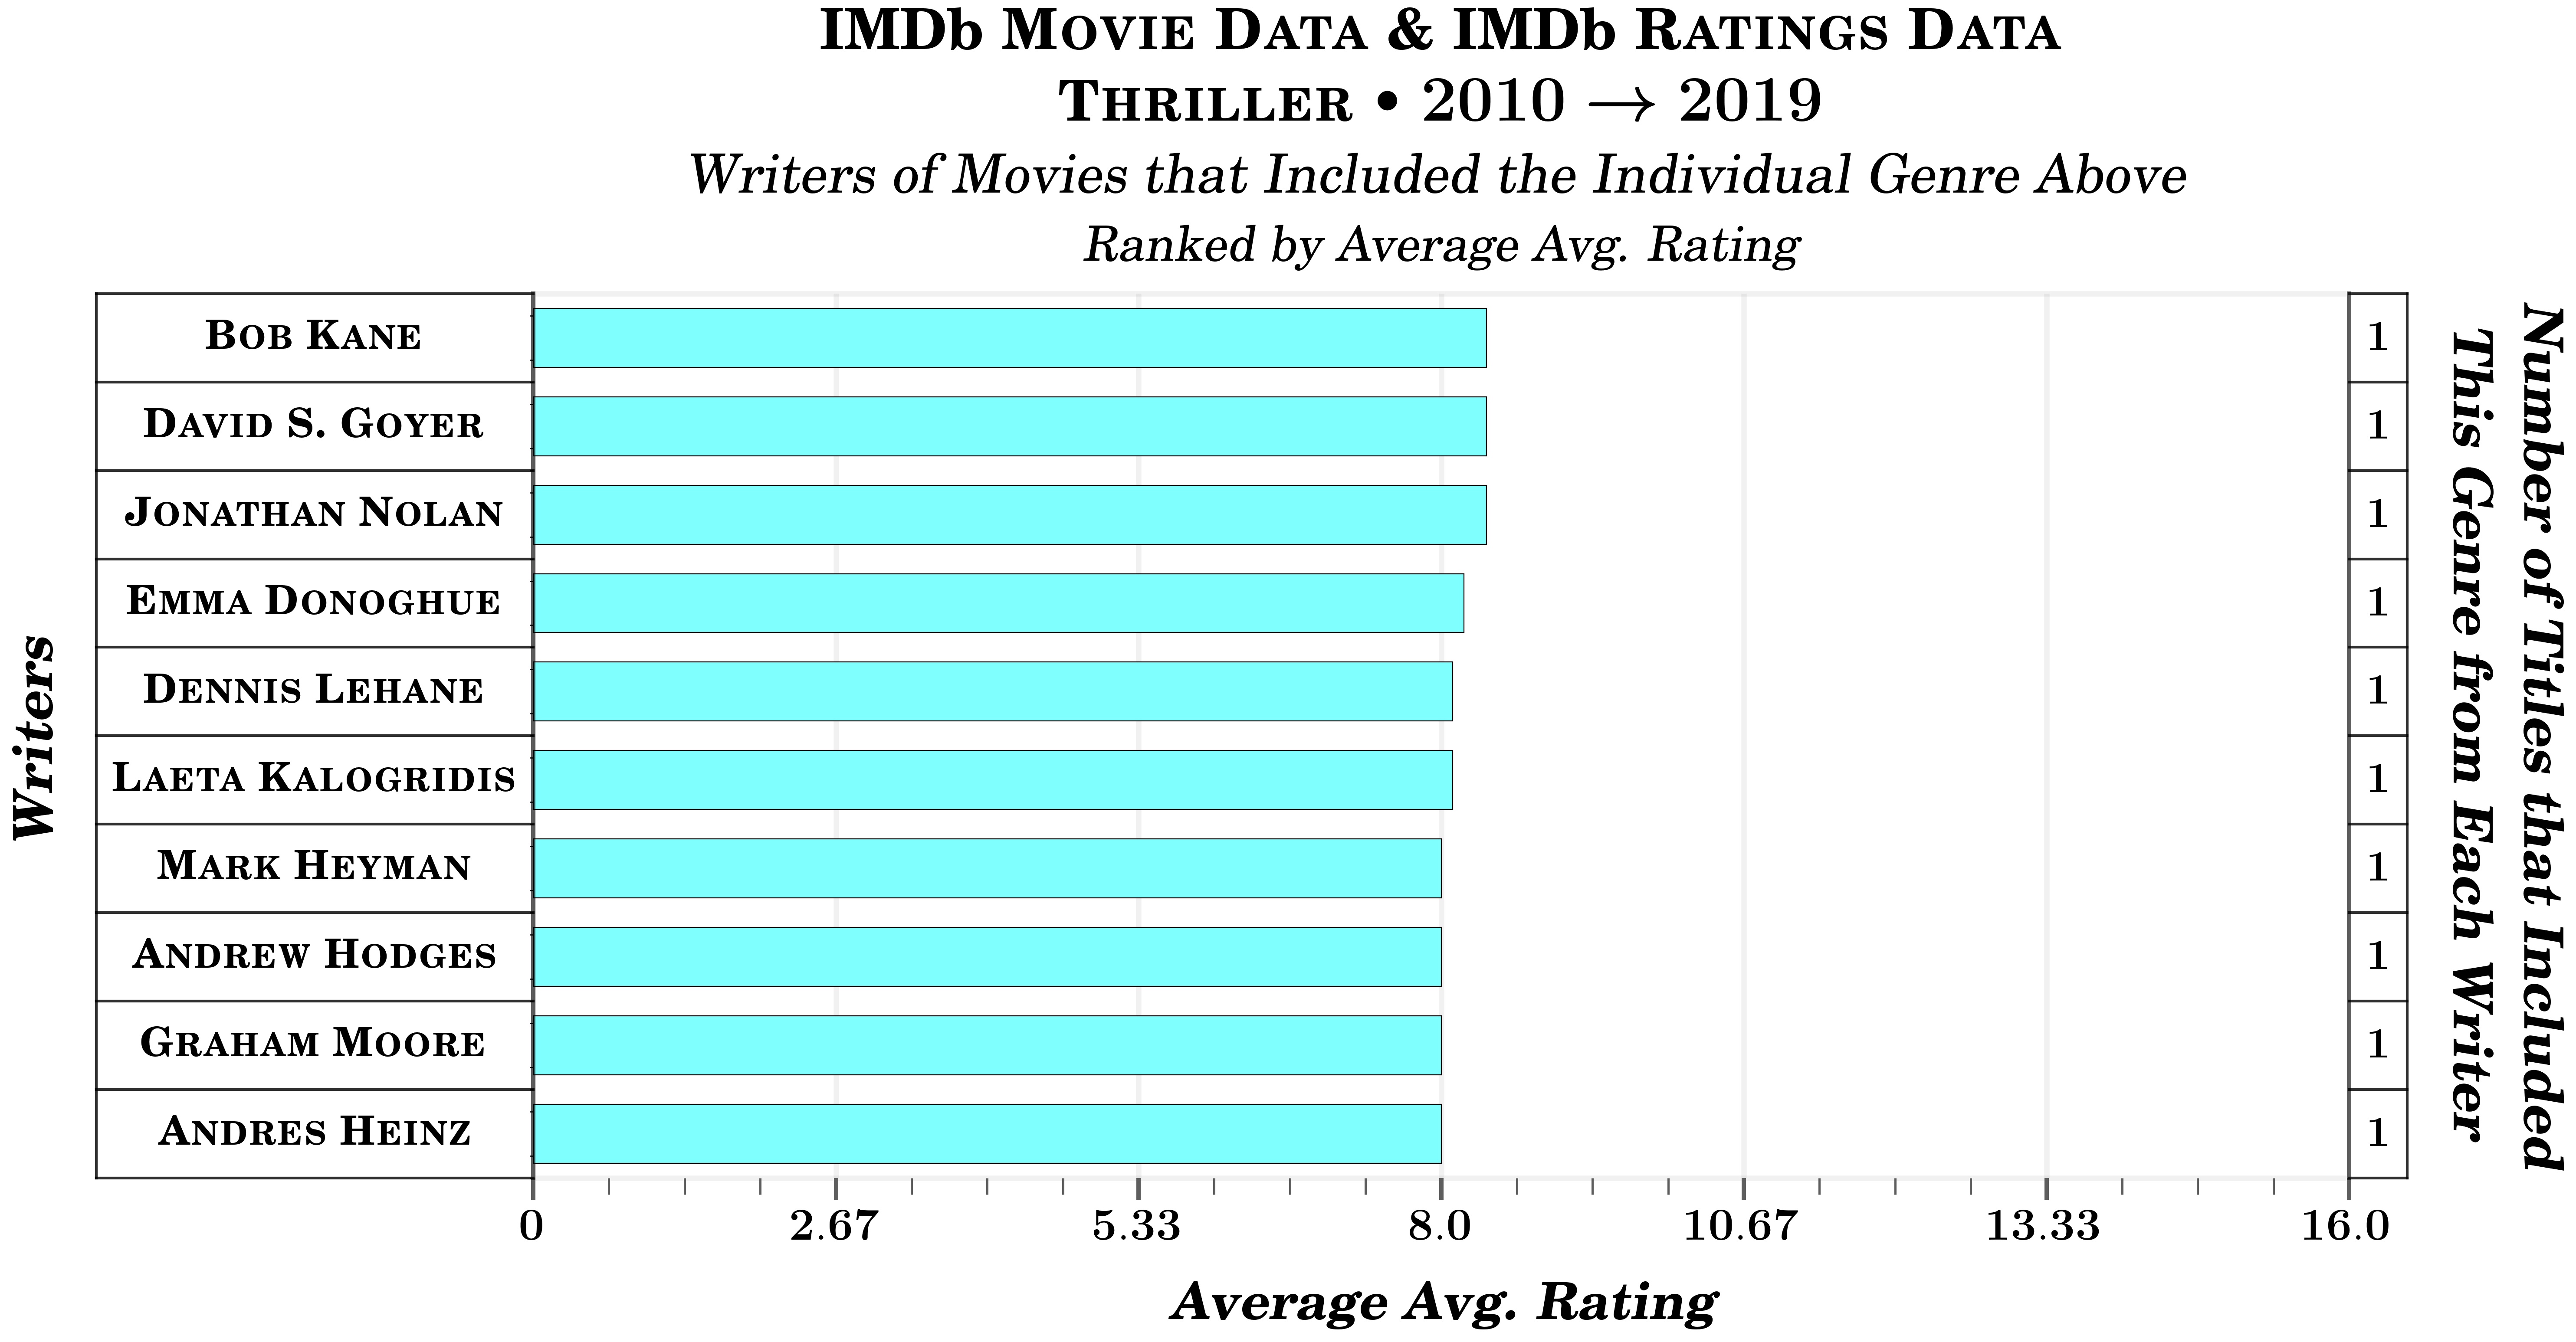 IMDb Movie Data & IMDb Ratings Data
Thriller • 2010 → 2019
Writers of Movies that Included the Individual Genre Above
Ranked by Average Avg. Rating
Writers
Bob Kane 1
David S. Goyer 1
Jonathan Nolan 1
Emma Donoghue 1
Dennis Lehane 1
Laeta Kalogridis 1
Mark Heyman 1
Andrew Hodges 1
Graham Moore 1
Andres Heinz 1
Number of Titles that Included
This Genre from Each Writer
0 2.67 5.33 8.0 10.67 13.33 16.0
Average Avg. Rating